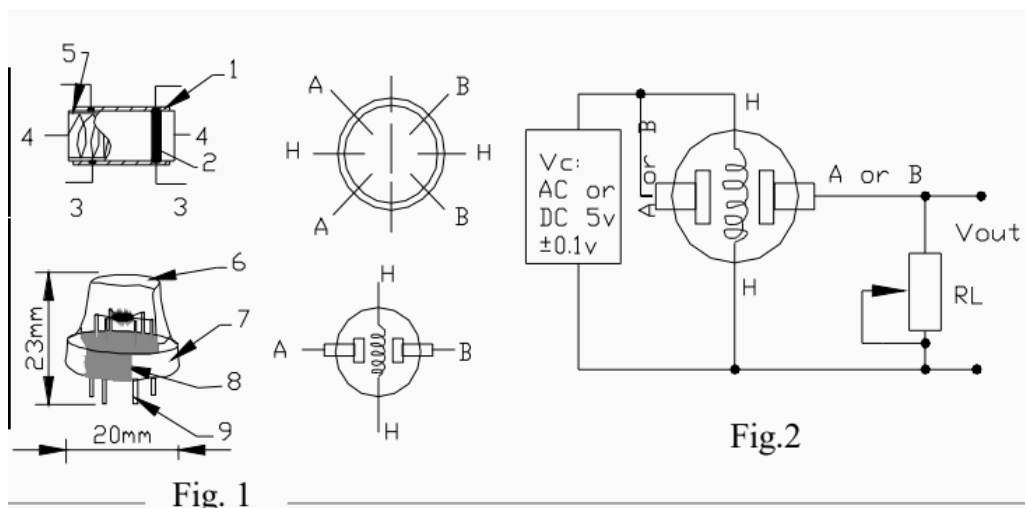 5
1
4
4
2
3
3
A
B
H
H
A
B
6
7
8
9
23mm
20mm
H
A
B
H
Fig. 1
Vc:
AC or
DC 5v
±0.1v
A or B
H
A or B
H
Vout
RL
Fig.2